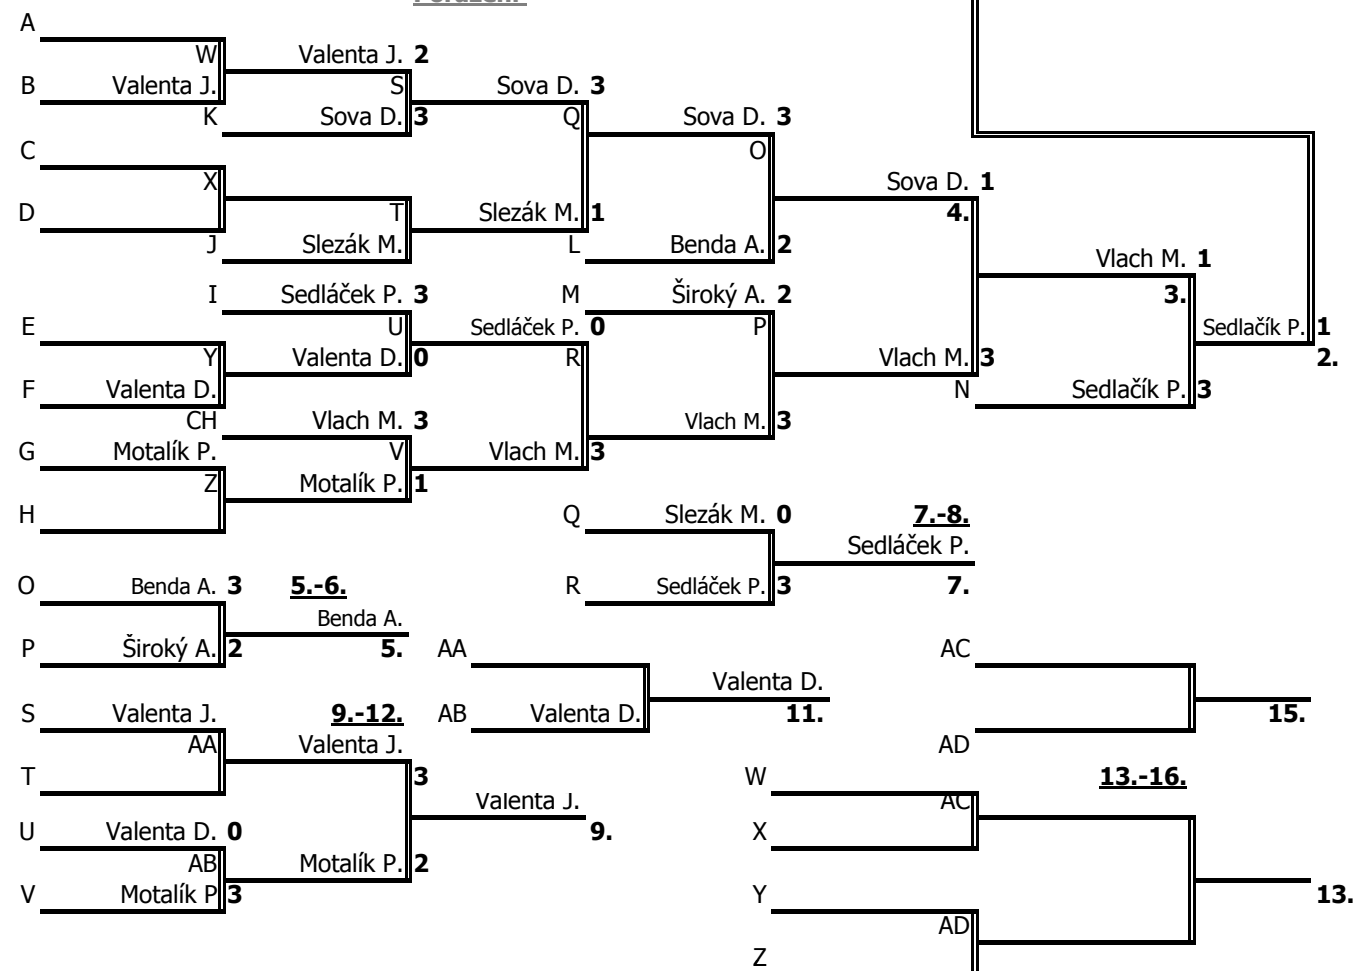 A
W Valenta J. 2
B Valenta J. S Sova D. 3
K Sova D. 3 Q Sova D. 3
C O
X Sova D. 1
D T Slezák M. 1 4.
J Slezák M. L Benda A. 2
Vlach M. 1
I Sedláček P. 3 M Široký A. 2 3.
E U Sedláček P. 0 P Sedlačík P. 1
Y Valenta D. 0 R Vlach M. 3 2.
F Valenta D. N Sedlačík P. 3
CH Vlach M. 3 Vlach M. 3
G Motalík P. V Vlach M. 3
Z Motalík P. 1
H Q Slezák M. 0 7.-8.
Sedláček P.
O Benda A. 3 5.-6. R Sedláček P. 3 7.
Benda A.
P Široký A. 2 5. AA AC
Valenta D.
S Valenta J. 9.-12. AB Valenta D. 11. 15.
AA Valenta J. AD
T 3 W 13.-16.
Valenta J. AC
U Valenta D. 0 9. X
AB Motalík P. 2
V Motalík P 3 Y 13.
AD
Z